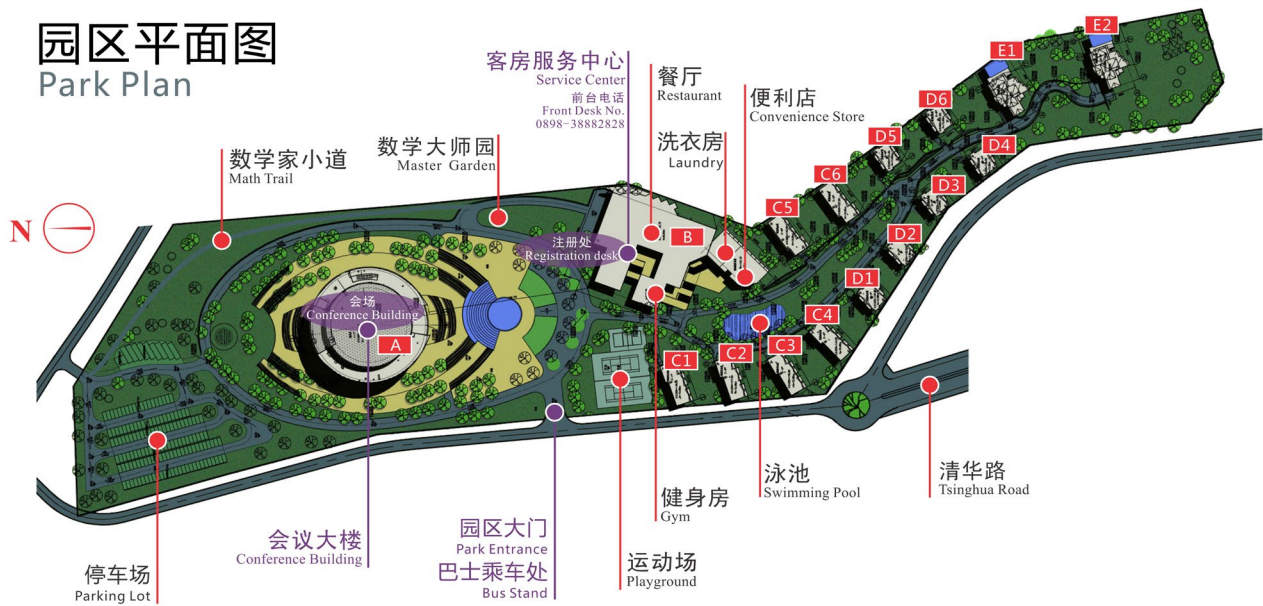 园区平面图
Park Plan
客房服务中心
Service Center
前台电话
Front Desk No.
0898-38882828
餐厅
Restaurant
便利店
Convenience Store
洗衣房
Laundry
数学大师园
Master Garden
数学家小道
Math Trail
N
注册处
Registration desk
会场
Conference Building
A
B
C1
C2
C3
C4
C5
C6
D1
D2
D3
D4
D5
D6
E1
E2
清华路
Tsinghua Road
泳池
Swimming Pool
健身房
Gym
运动场
Playground
园区大门
Park Entrance
巴士乘车处
Bus Stand
会议大楼
Conference Building
停车场
Parking Lot